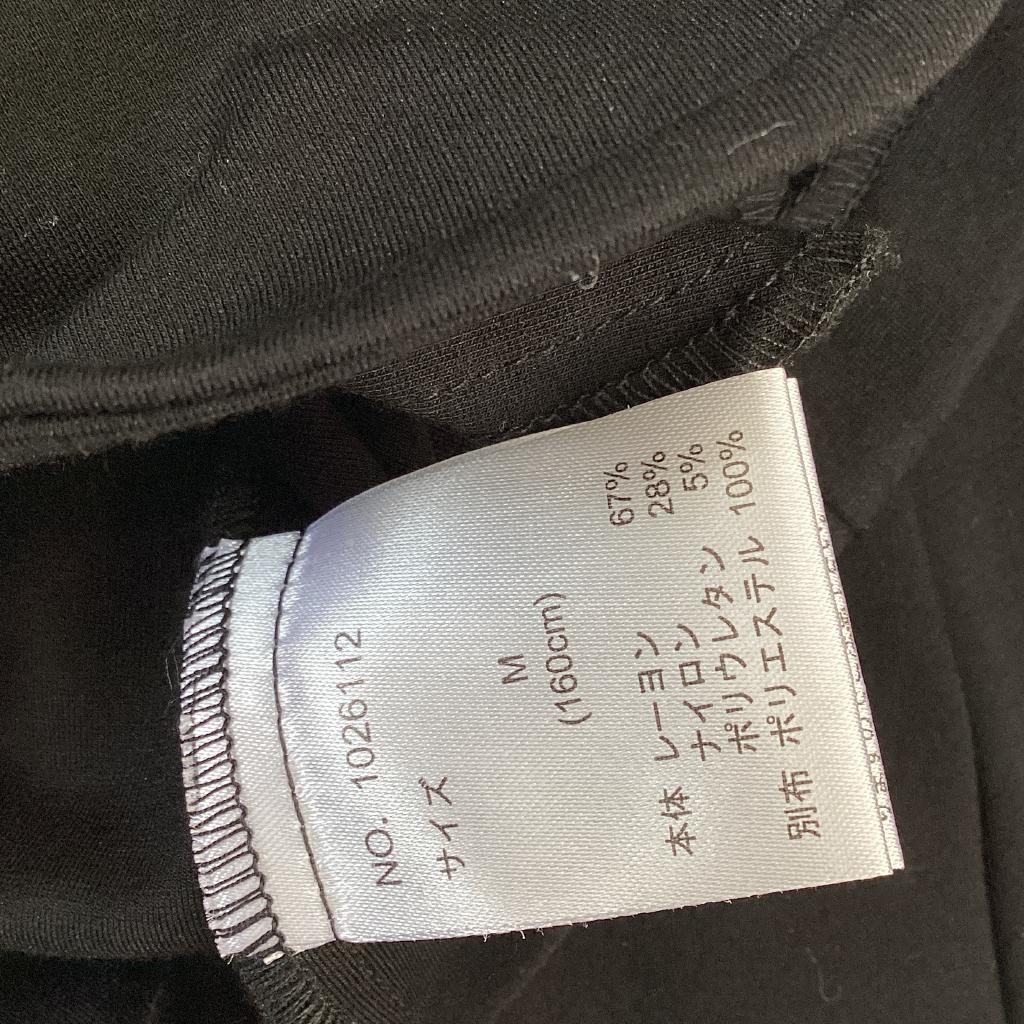 NO. 1026112
サイズ
M
(160cm)
本体 レーヨン 67%
ナイロン 28%
ポリウレタン 5%
別布 ポリエステル 100%